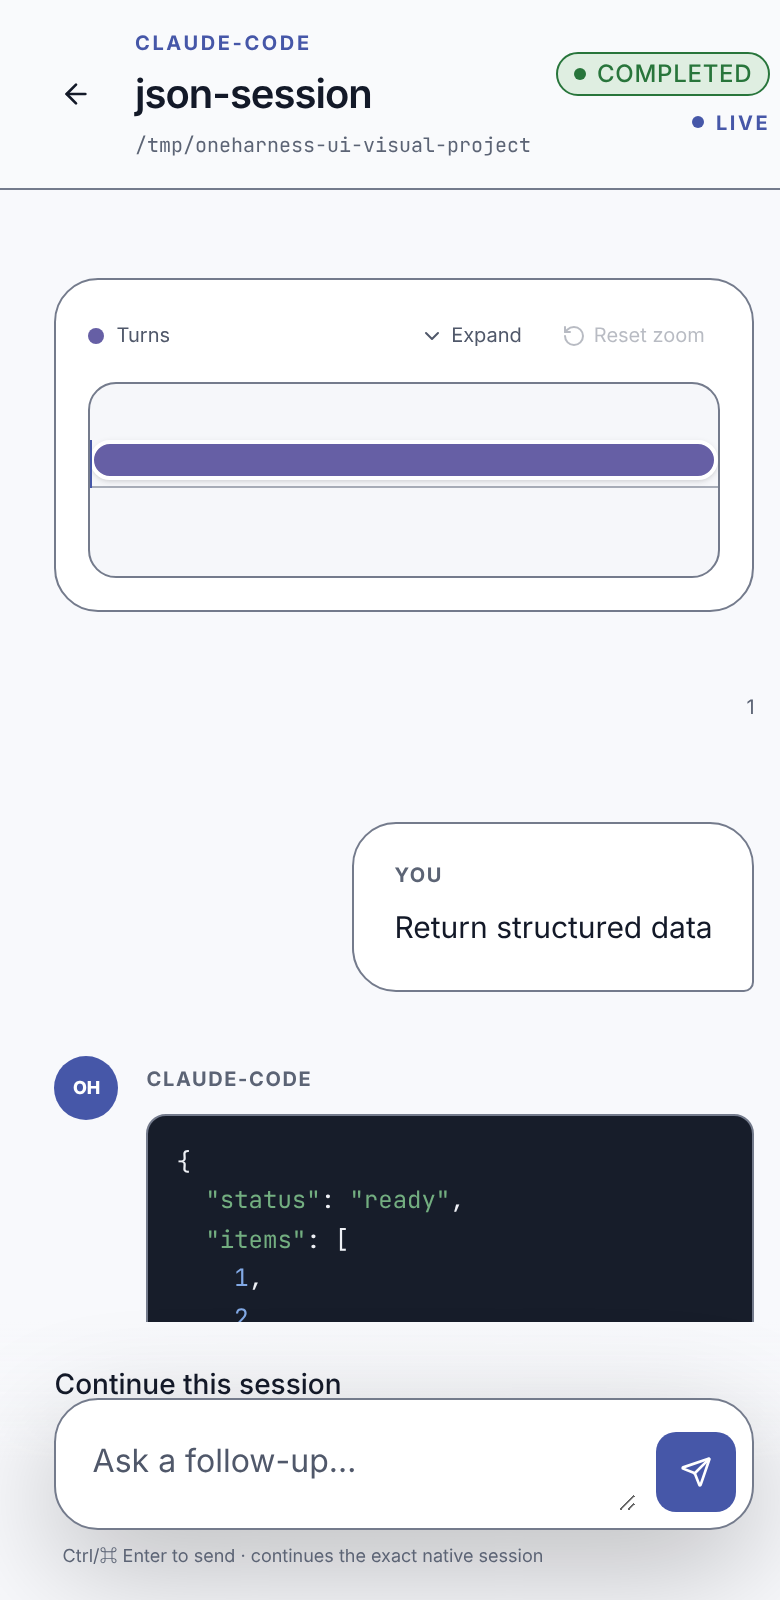 CLAUDE-CODE
json-session
/tmp/oneharness-ui-visual-project
COMPLETED
LIVE
Turns
Expand
Reset zoom
1
YOU
Return structured data
OH
CLAUDE-CODE
{
  "status": "ready",
  "items": [
    1,
    2
Continue this session
Ask a follow-up...
Ctrl/⌘ Enter to send · continues the exact native session